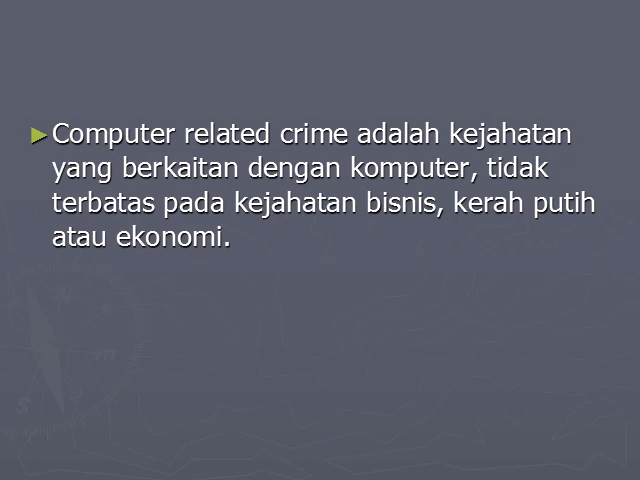 ►Computer related crime adalah kejahatan
yang berkaitan dengan komputer, tidak
terbatas pada kejahatan bisnis, kerah putih
atau ekonomi.